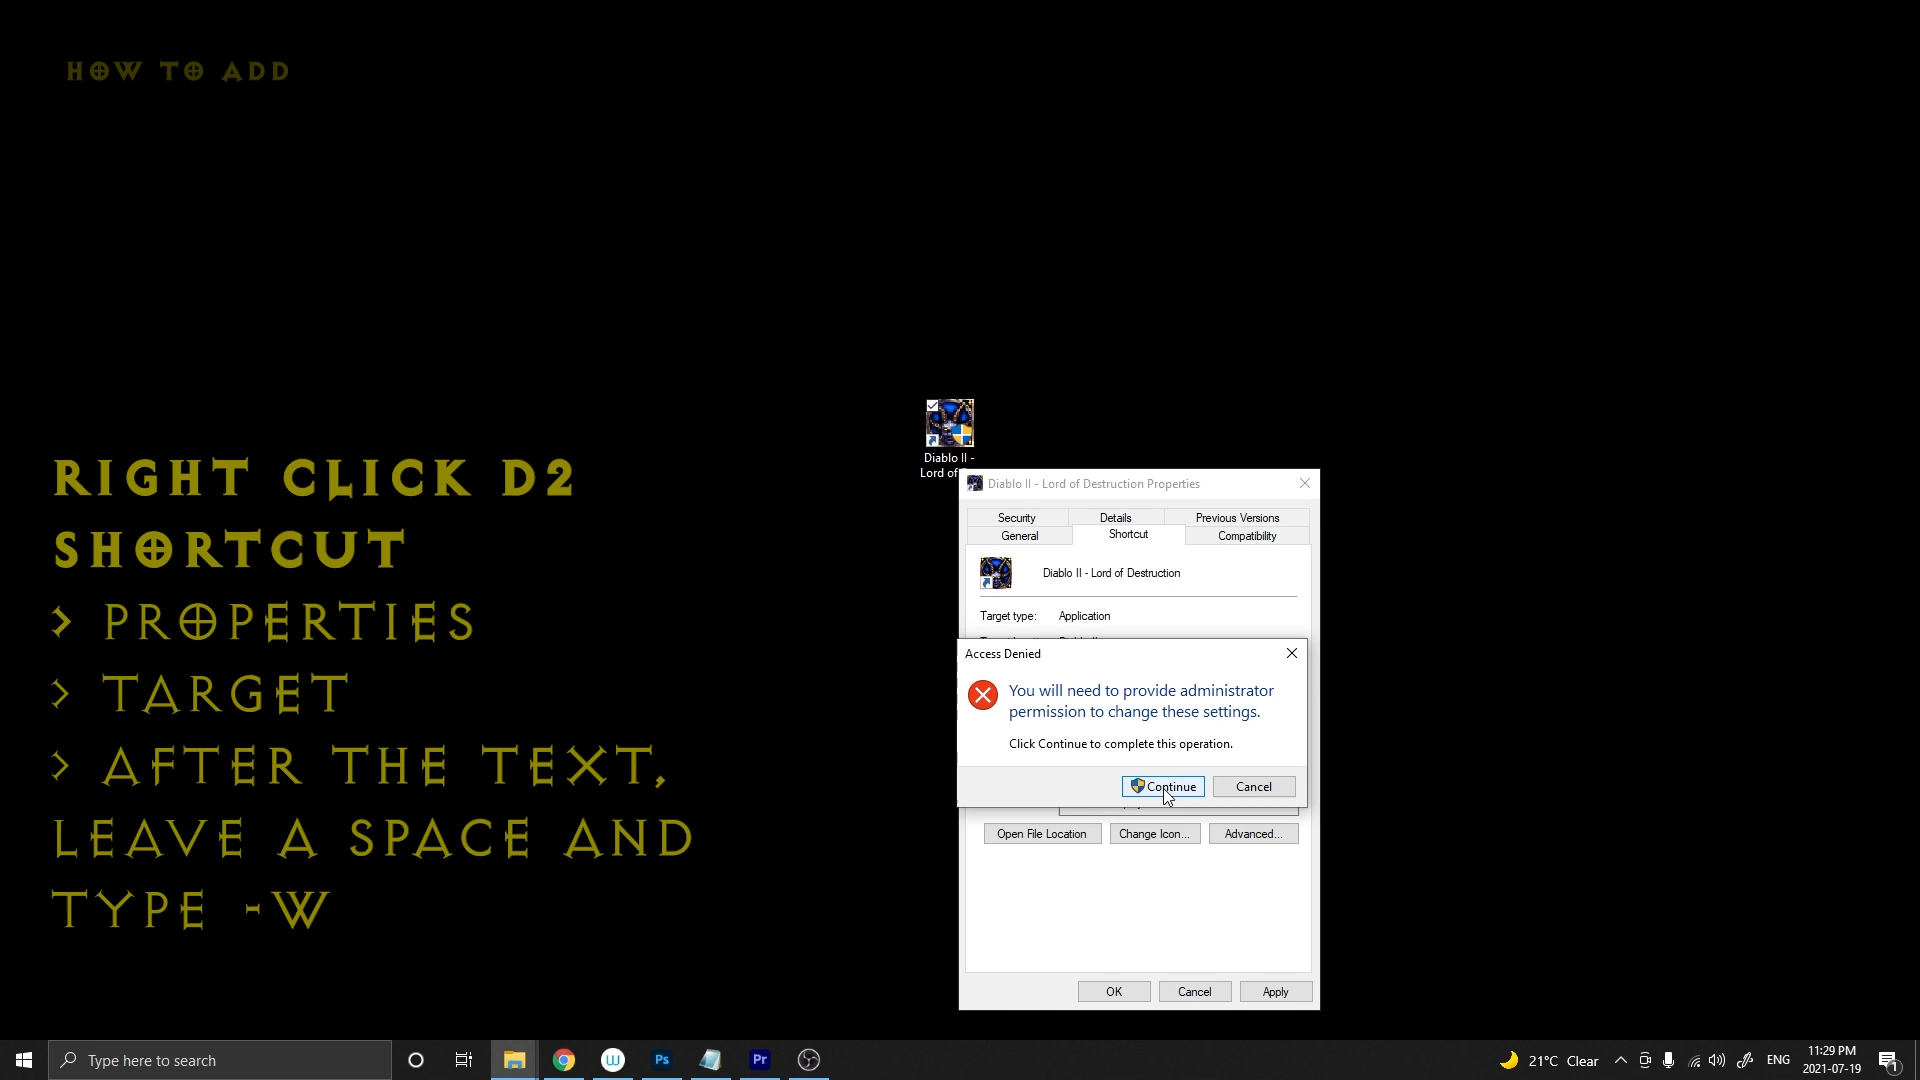 HOW TO ADD
RIGHT CLICK D2
SHORTCUT
> PROPERTIES
> TARGET
> AFTER THE TEXT,
LEAVE A SPACE AND
TYPE -W
Diablo II -
Lord of
Diablo II - Lord of Destruction Properties
Security Details Previous Versions
General Shortcut Compatibility
Diablo II - Lord of Destruction
Target type: Application
Access Denied
You will need to provide administrator
permission to change these settings.
Click Continue to complete this operation.
Continue Cancel
Open File Location Change Icon... Advanced...
OK Cancel Apply
Type here to search
Ps
Pr
21°C Clear
ENG
11:29 PM
2021-07-19
1